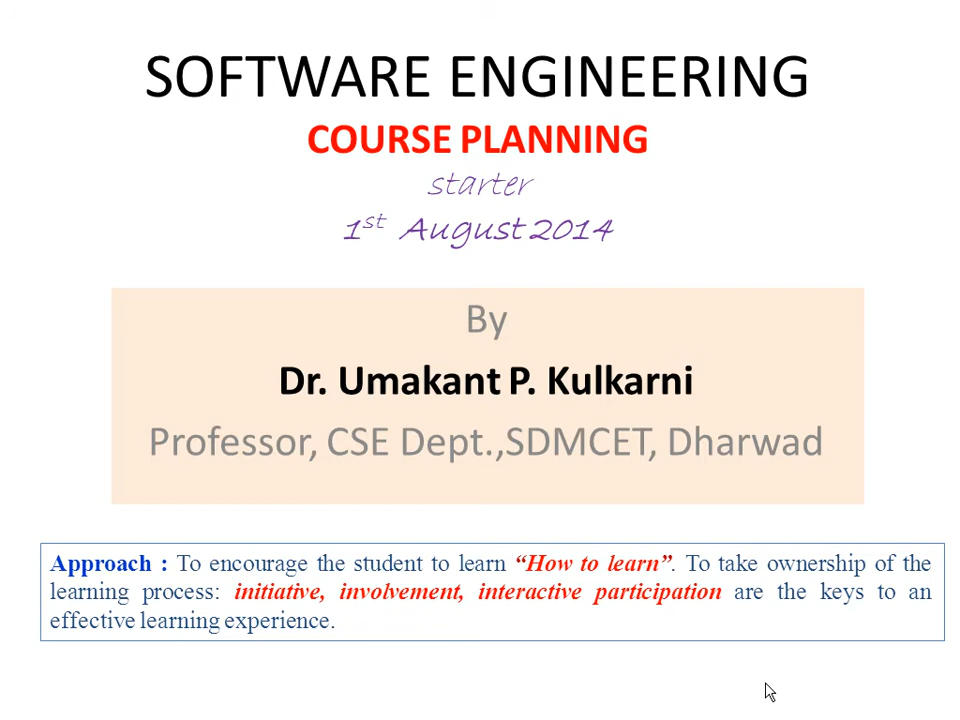 SOFTWARE ENGINEERING
COURSE PLANNING
starter
1st August 2014
By
Dr. Umakant P. Kulkarni
Professor, CSE Dept.,SDMCET, Dharwad
Approach : To encourage the student to learn “How to learn”. To take ownership of the
learning process: initiative, involvement, interactive participation are the keys to an
effective learning experience.